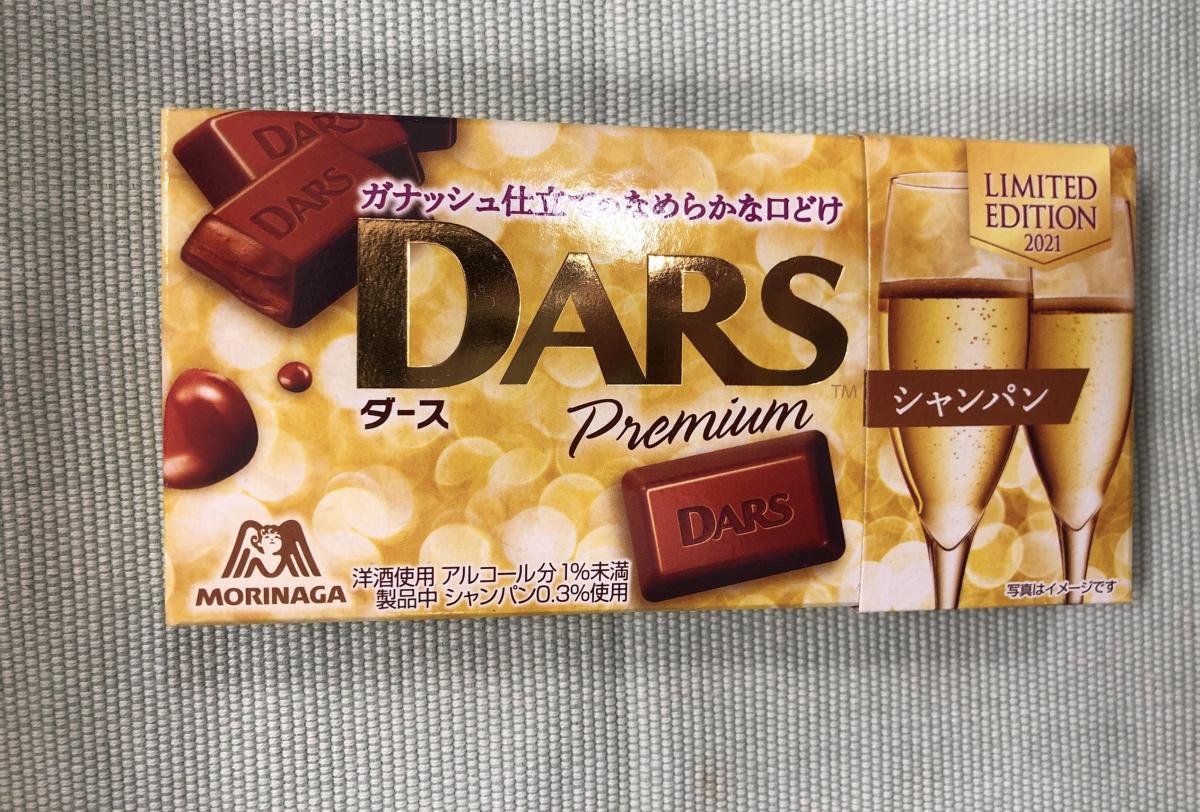 DARS
DARS
ガナッシュ仕立てのなめらかな口どけ
DARS
TM
ダース
Premium
DARS
MORINAGA
洋酒使用 アルコール分1%未満
製品中 シャンパン0.3%使用
LIMITED
EDITION
2021
シャンパン
写真はイメージです